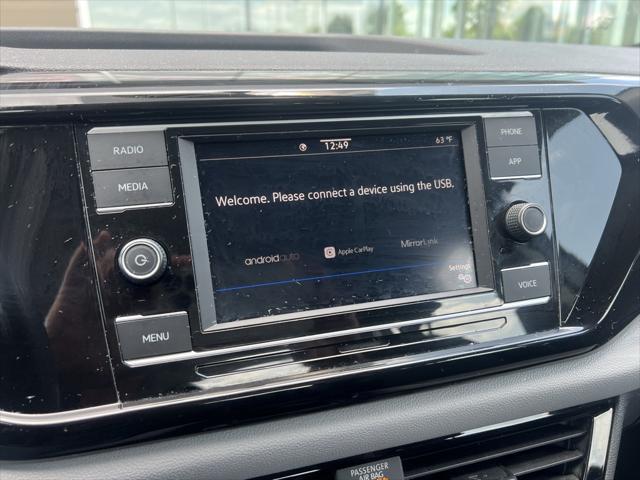 RADIO
MEDIA
MENU
12:49
63 °F
Welcome. Please connect a device using the USB.
androidauto
Apple CarPlay
MirrorLink
Settings
PHONE
APP
VOICE
PASSENGER
AIR BAG